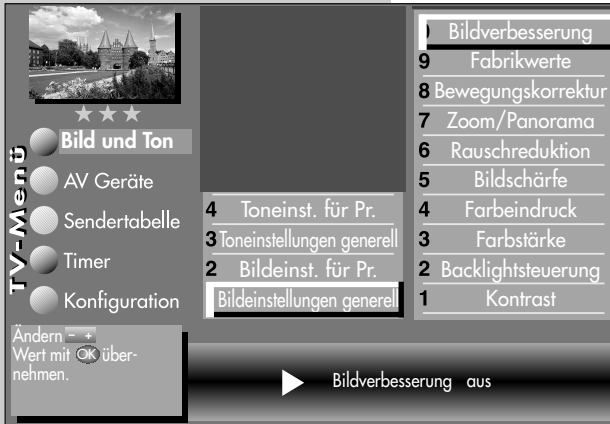 TV-Menü
Bild und Ton
AV Geräte
Sendertabelle
Timer
Konfiguration
Ändern - +
Wert mit OK über-
nehmen.
4 Toneinst. für Pr.
3 Toneinstellungen generell
2 Bildeinst. für Pr.
Bildeinstellungen generell
Bildverbesserung
9 Fabrikwerte
8 Bewegungskorrektur
7 Zoom/Panorama
6 Rauschreduktion
5 Bildschärfe
4 Farbeindruck
3 Farbstärke
2 Backlightsteuerung
1 Kontrast
Bildverbesserung aus